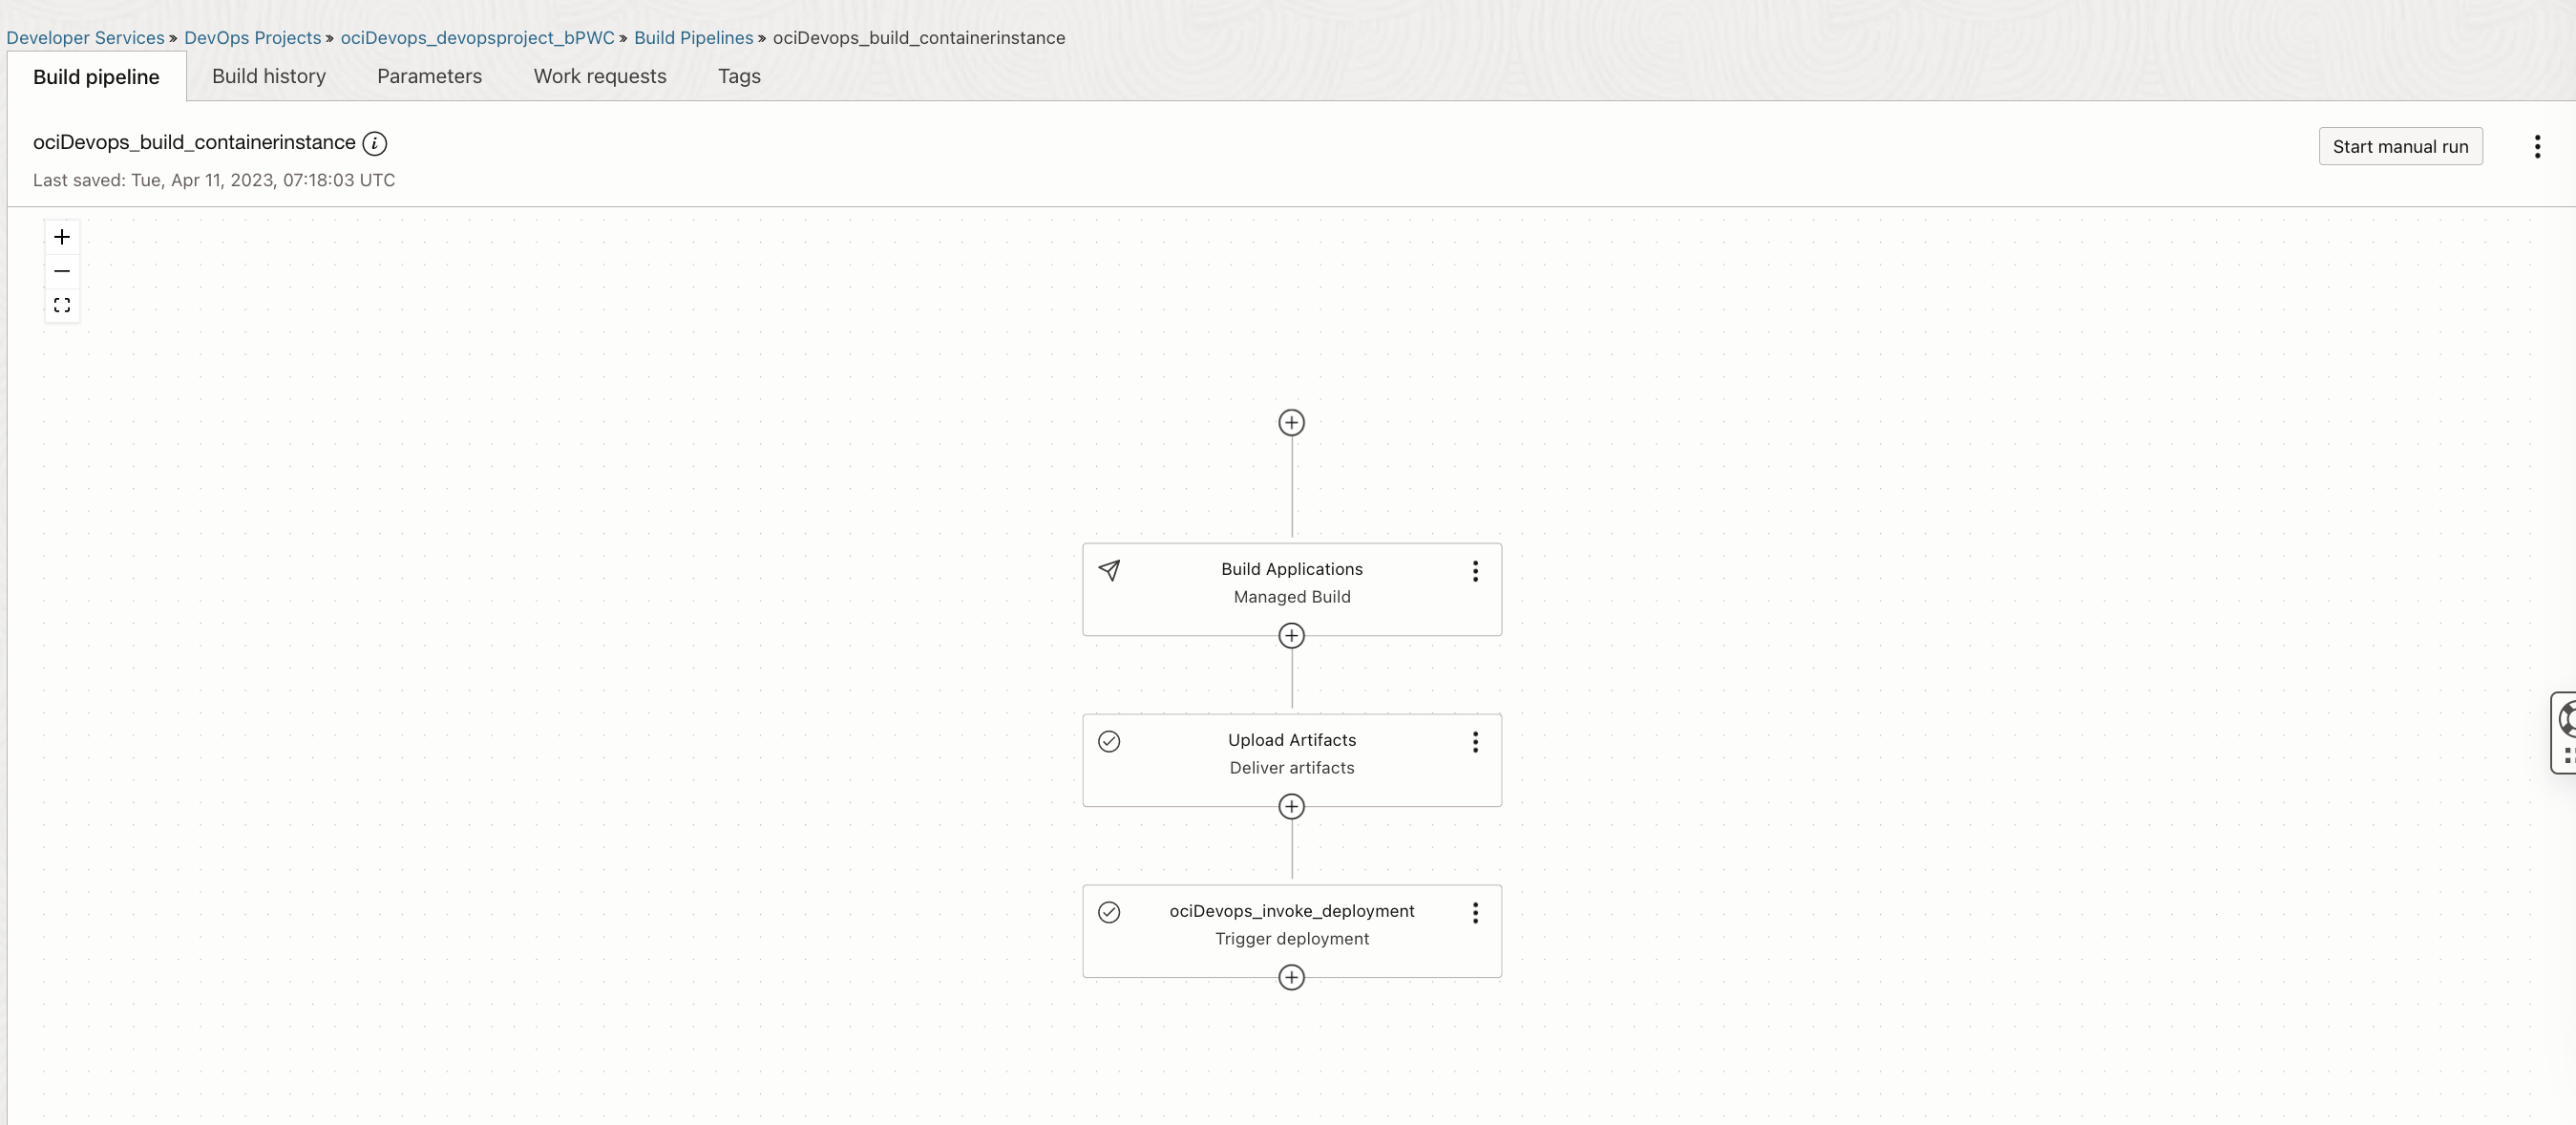 Developer Services » DevOps Projects » ociDevops_devopsproject_bPWC » Build Pipelines » ociDevops_build_containerinstance
Build pipeline Build history Parameters Work requests Tags
ociDevops_build_containerinstance i
Start manual run
Last saved: Tue, Apr 11, 2023, 07:18:03 UTC
Build Applications
Managed Build
Upload Artifacts
Deliver artifacts
ociDevops_invoke_deployment
Trigger deployment